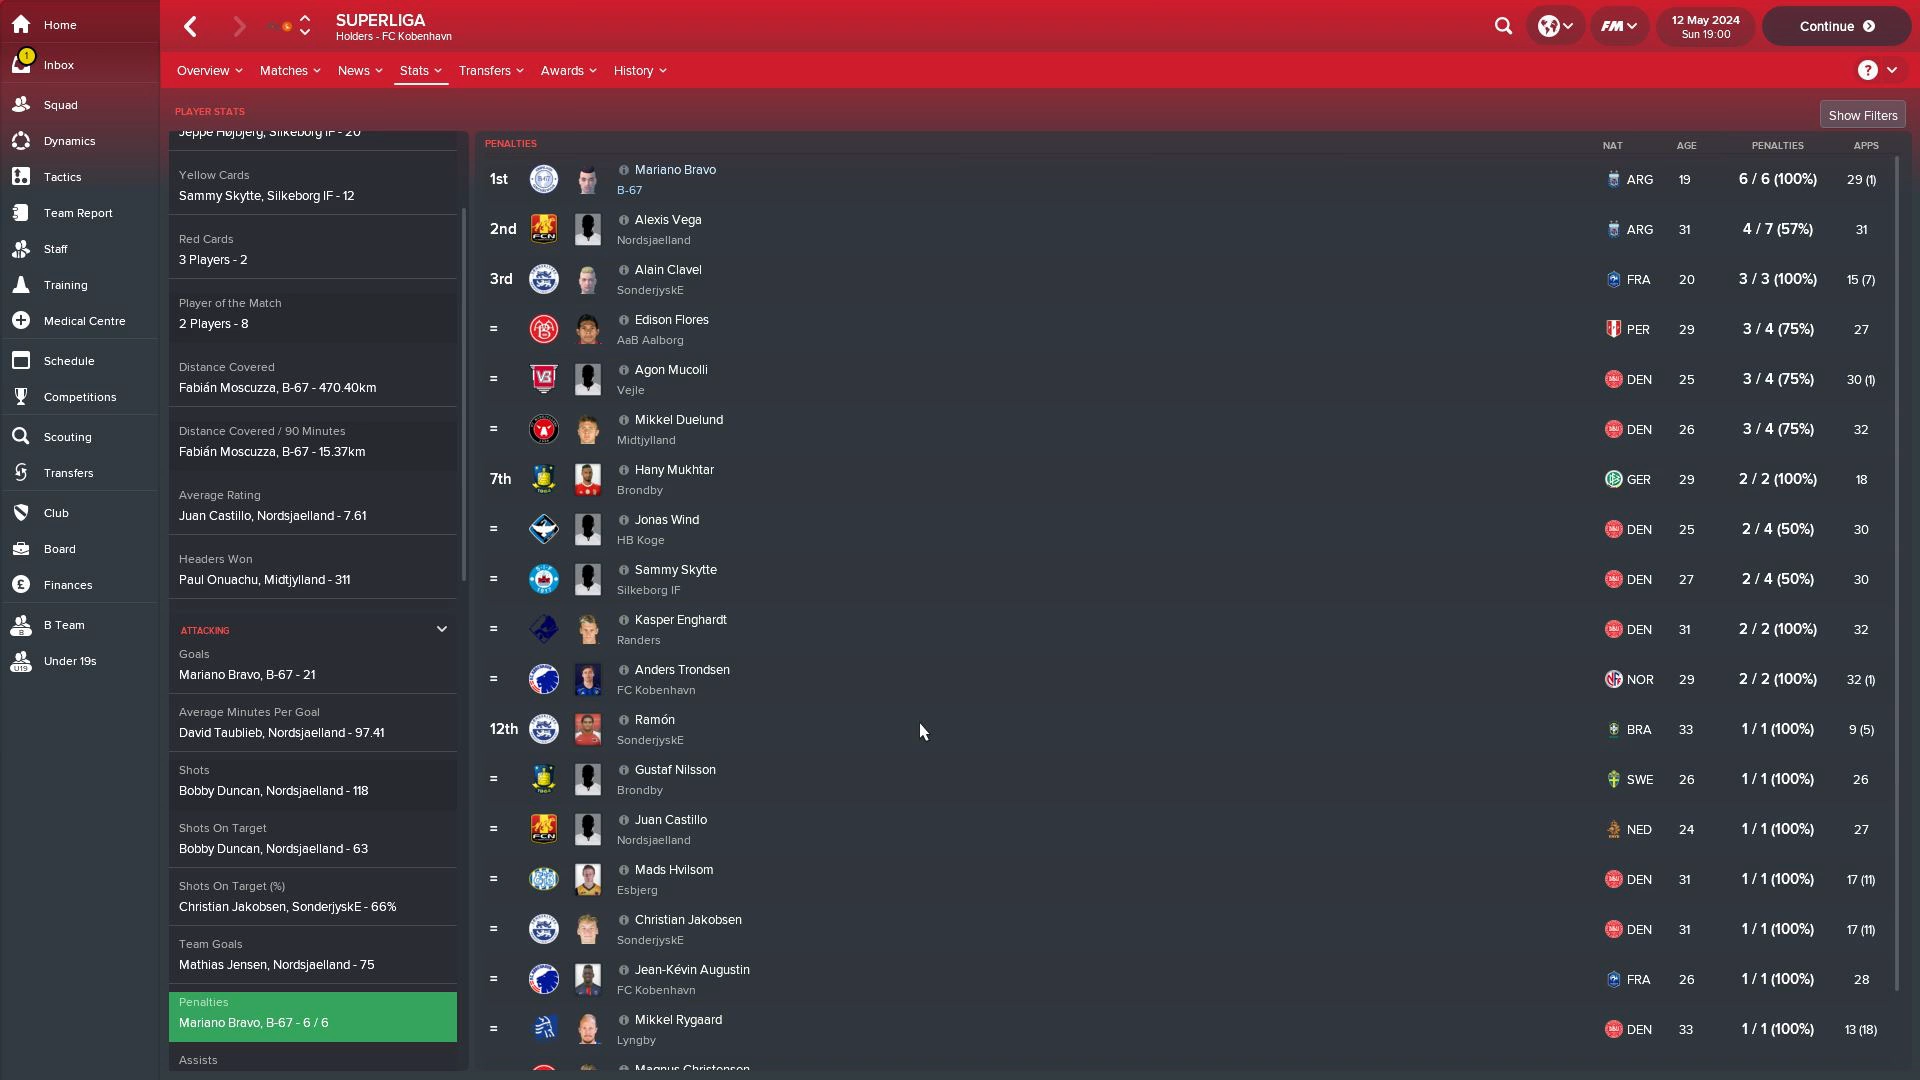 Home
Inbox
1
Squad
Dynamics
Tactics
Team Report
Staff
Training
Medical Centre
Schedule
Competitions
Scouting
Transfers
Club
Board
Finances
B Team
Under 19s
SUPERLIGA
Holders - FC Kobenhavn
FM
12 May 2024
Sun 19:00
Continue
Overview
Matches
News
Stats
Transfers
Awards
History
PLAYER STATS
Show Filters
Jeppe Højbjerg, Silkeborg IF - 20
Yellow Cards
Sammy Skytte, Silkeborg IF - 12
Red Cards
3 Players - 2
Player of the Match
2 Players - 8
Distance Covered
Fabián Moscuzza, B-67 - 470.40km
Distance Covered / 90 Minutes
Fabián Moscuzza, B-67 - 15.37km
Average Rating
Juan Castillo, Nordsjaelland - 7.61
Headers Won
Paul Onuachu, Midtjylland - 311
ATTACKING
Goals
Mariano Bravo, B-67 - 21
Average Minutes Per Goal
David Taublieb, Nordsjaelland - 97.41
Shots
Bobby Duncan, Nordsjaelland - 118
Shots On Target
Bobby Duncan, Nordsjaelland - 63
Shots On Target (%)
Christian Jakobsen, SonderjyskE - 66%
Team Goals
Mathias Jensen, Nordsjaelland - 75
Penalties
Mariano Bravo, B-67 - 6 / 6
Assists
PENALTIES NAT AGE PENALTIES APPS
1st Mariano Bravo B-67 ARG 19 6 / 6 (100%) 29 (1)
2nd Alexis Vega Nordsjaelland ARG 31 4 / 7 (57%) 31
3rd Alain Clavel SonderjyskE FRA 20 3 / 3 (100%) 15 (7)
= Edison Flores AaB Aalborg PER 29 3 / 4 (75%) 27
= Agon Mucolli Vejle DEN 25 3 / 4 (75%) 30 (1)
= Mikkel Duelund Midtjylland DEN 26 3 / 4 (75%) 32
7th Hany Mukhtar Brondby GER 29 2 / 2 (100%) 18
= Jonas Wind HB Koge DEN 25 2 / 4 (50%) 30
= Sammy Skytte Silkeborg IF DEN 27 2 / 4 (50%) 30
= Kasper Enghardt Randers DEN 31 2 / 2 (100%) 32
= Anders Trondsen FC Kobenhavn NOR 29 2 / 2 (100%) 32 (1)
12th Ramón SonderjyskE BRA 33 1 / 1 (100%) 9 (5)
= Gustaf Nilsson Brondby SWE 26 1 / 1 (100%) 26
= Juan Castillo Nordsjaelland NED 24 1 / 1 (100%) 27
= Mads Hvilsom Esbjerg DEN 31 1 / 1 (100%) 17 (11)
= Christian Jakobsen SonderjyskE DEN 31 1 / 1 (100%) 17 (11)
= Jean-Kévin Augustin FC Kobenhavn FRA 26 1 / 1 (100%) 28
= Mikkel Rygaard Lyngby DEN 33 1 / 1 (100%) 13 (18)
Magnus Christensen